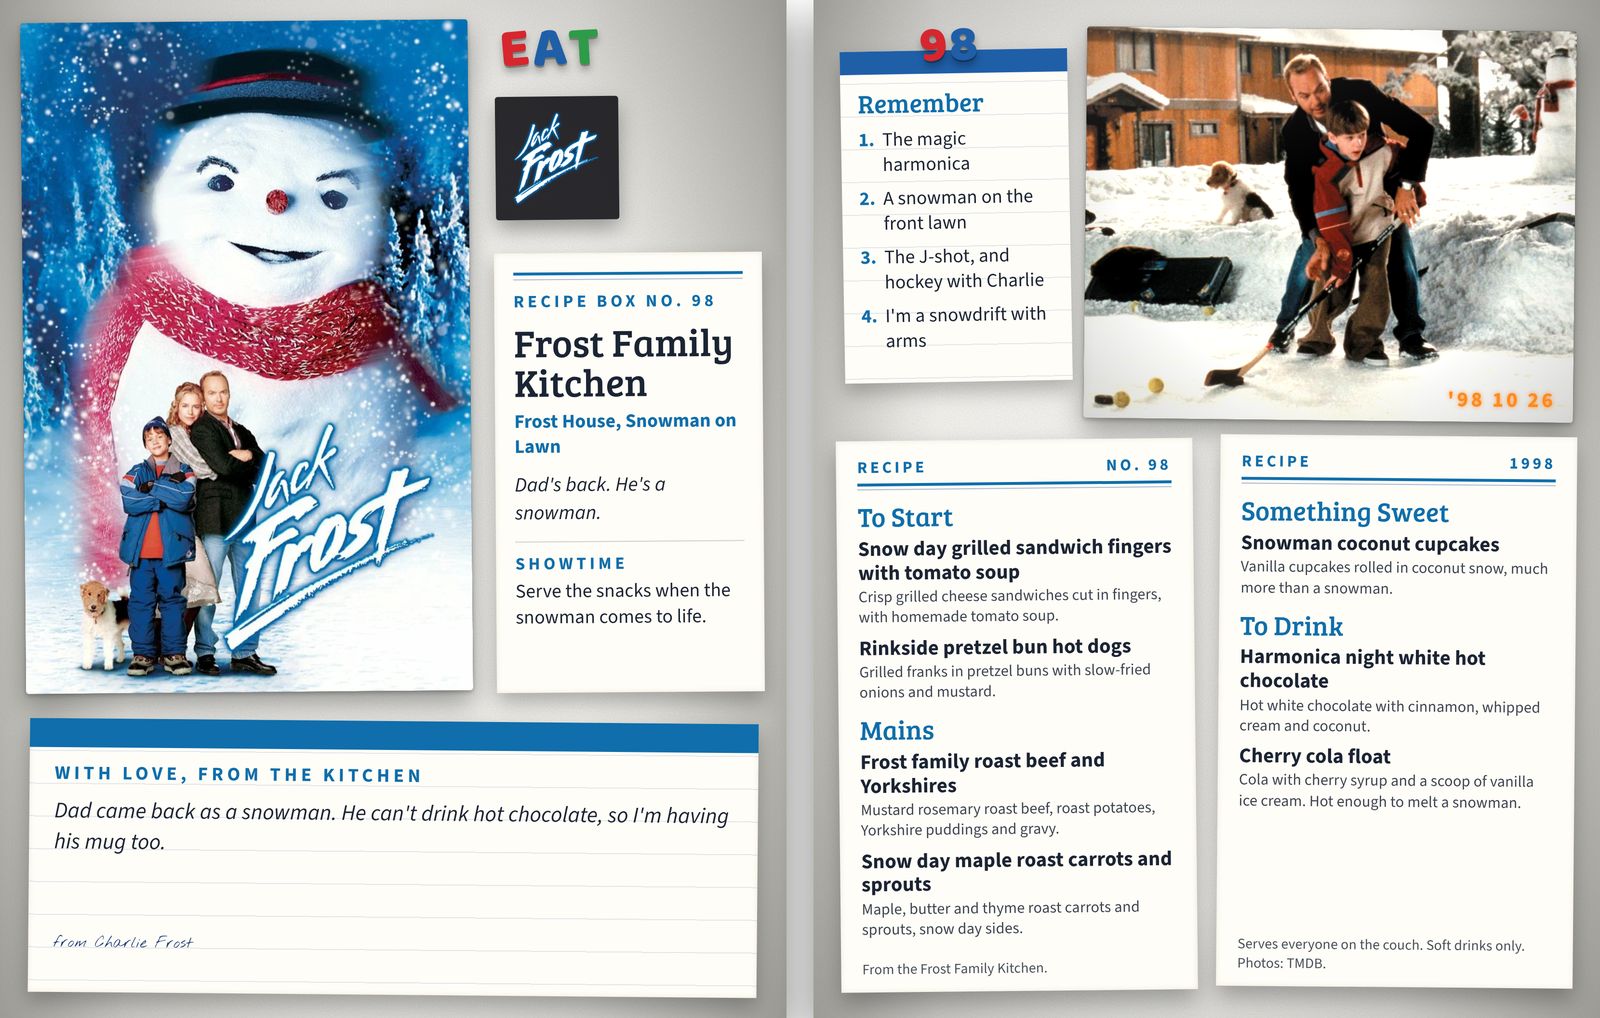 EAT
Jack
Frost
RECIPE BOX NO. 98
Frost Family
Kitchen
Frost House, Snowman on
Lawn
Dad's back. He's a
snowman.
SHOWTIME
Serve the snacks when the
snowman comes to life.
Jack
Frost
WITH LOVE, FROM THE KITCHEN
Dad came back as a snowman. He can't drink hot chocolate, so I'm having
his mug too.
from Charlie Frost
98
Remember
1. The magic
harmonica
2. A snowman on the
front lawn
3. The J-shot, and
hockey with Charlie
4. I'm a snowdrift with
arms
'98 10 26
RECIPE NO. 98
To Start
Snow day grilled sandwich fingers
with tomato soup
Crisp grilled cheese sandwiches cut in fingers,
with homemade tomato soup.
Rinkside pretzel bun hot dogs
Grilled franks in pretzel buns with slow-fried
onions and mustard.
Mains
Frost family roast beef and
Yorkshires
Mustard rosemary roast beef, roast potatoes,
Yorkshire puddings and gravy.
Snow day maple roast carrots and
sprouts
Maple, butter and thyme roast carrots and
sprouts, snow day sides.
From the Frost Family Kitchen.
RECIPE 1998
Something Sweet
Snowman coconut cupcakes
Vanilla cupcakes rolled in coconut snow, much
more than a snowman.
To Drink
Harmonica night white hot
chocolate
Hot white chocolate with cinnamon, whipped
cream and coconut.
Cherry cola float
Cola with cherry syrup and a scoop of vanilla
ice cream. Hot enough to melt a snowman.
Serves everyone on the couch. Soft drinks only.
Photos: TMDB.